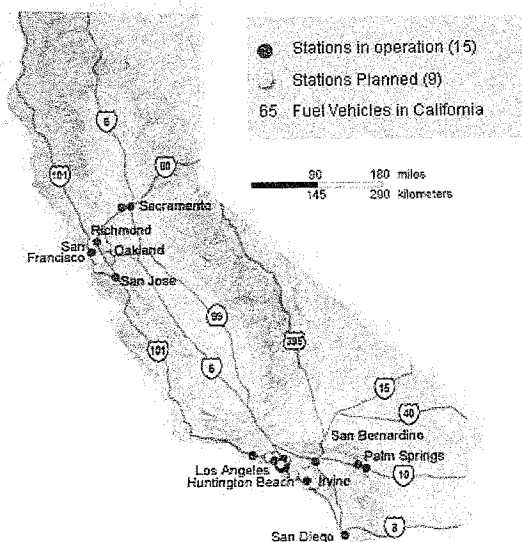 Stations in operation (15)
Stations Planned (9)
65 Fuel Vehicles in California
90 180 miles
145 290 kilometers
5
101
80
Sacramento
Richmond
San Francisco
Oakland
San Jose
99
395
101
5
15
40
San Bernardino
Palm Springs
Los Angeles
10
Huntington Beach
Irvine
San Diego
8